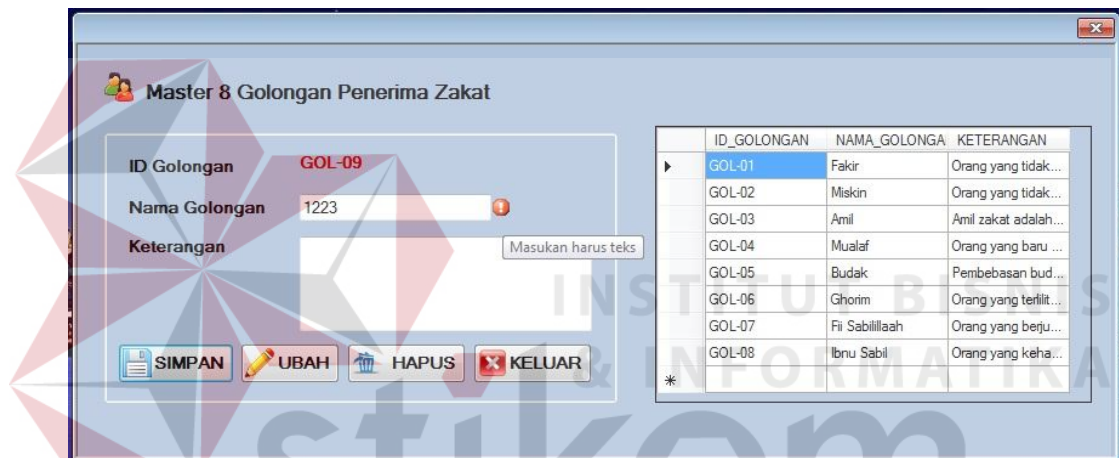 Master 8 Golongan Penerima Zakat
ID Golongan GOL-09
Nama Golongan 1223
Keterangan
Masukan harus teks
SIMPAN UBAH HAPUS KELUAR
ID_GOLONGAN NAMA_GOLONGA KETERANGAN
GOL-01 Fakir Orang yang tidak...
GOL-02 Miskin Orang yang tidak...
GOL-03 Amil Amil zakat adalah...
GOL-04 Mualaf Orang yang baru ...
GOL-05 Budak Pembebasan bud...
GOL-06 Ghorim Orang yang terlilit...
GOL-07 Fii Sabilillaah Orang yang berju...
GOL-08 Ibnu Sabil Orang yang keha...
INSTITUT BISNIS
& INFORMATIKA
stikom